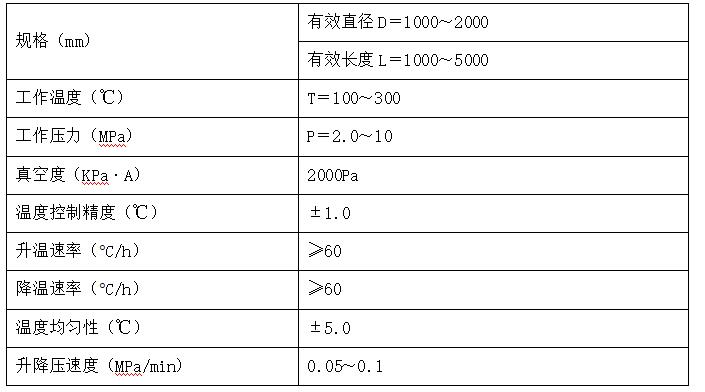 规格（mm）
有效直径 D＝1000～2000
有效长度 L＝1000～5000
工作温度（℃）
T＝100～300
工作压力（MPa）
P＝2.0～10
真空度（KPa·A）
2000Pa
温度控制精度（℃）
±1.0
升温速率（℃/h）
≥60
降温速率（℃/h）
≥60
温度均匀性（℃）
±5.0
升降压速度（MPa/min）
0.05～0.1